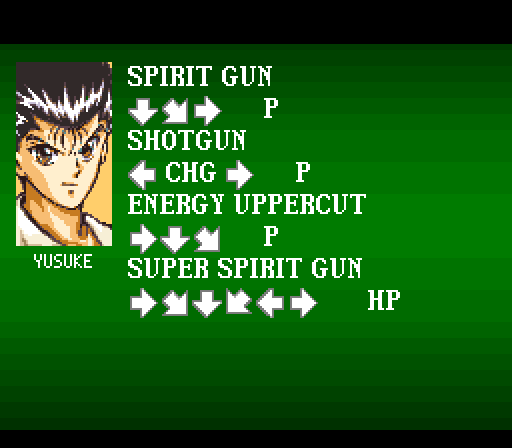 SPIRIT GUN
⬇⬊➡ P
SHOTGUN
⬅ CHG ➡ P
ENERGY UPPERCUT
➡⬇⬊ P
YUSUKE
SUPER SPIRIT GUN
➡⬊⬇⬋⬅➡ HP